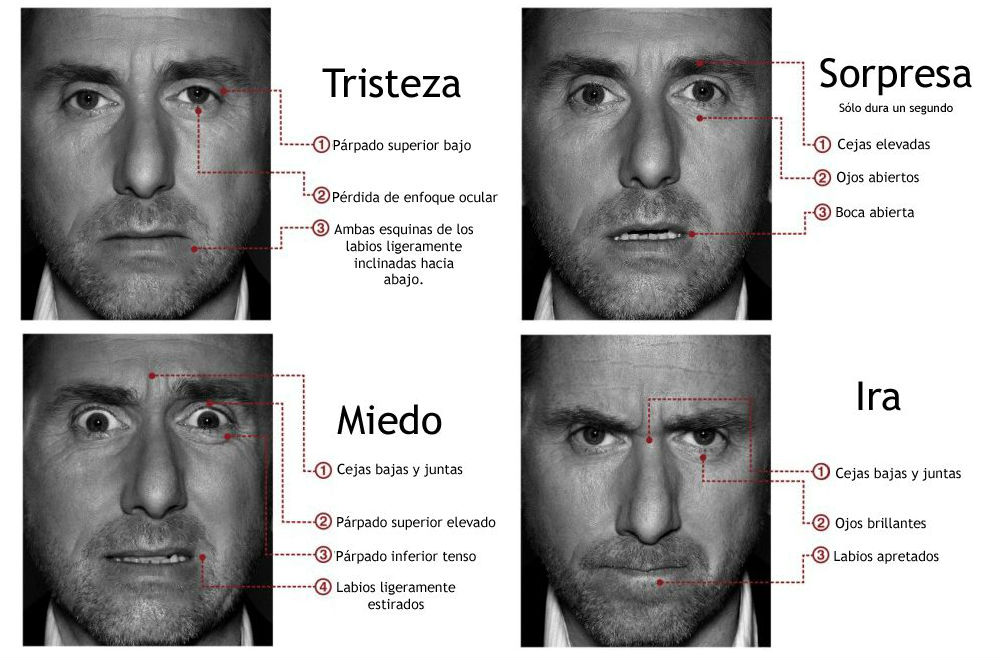 Tristeza
1 Párpado superior bajo
2 Pérdida de enfoque ocular
3 Ambas esquinas de los
labios ligeramente
inclinadas hacia
abajo.
Sorpresa
Sólo dura un segundo
1 Cejas elevadas
2 Ojos abiertos
3 Boca abierta
Miedo
1 Cejas bajas y juntas
2 Párpado superior elevado
3 Párpado inferior tenso
4 Labios ligeramente
estirados
Ira
1 Cejas bajas y juntas
2 Ojos brillantes
3 Labios apretados